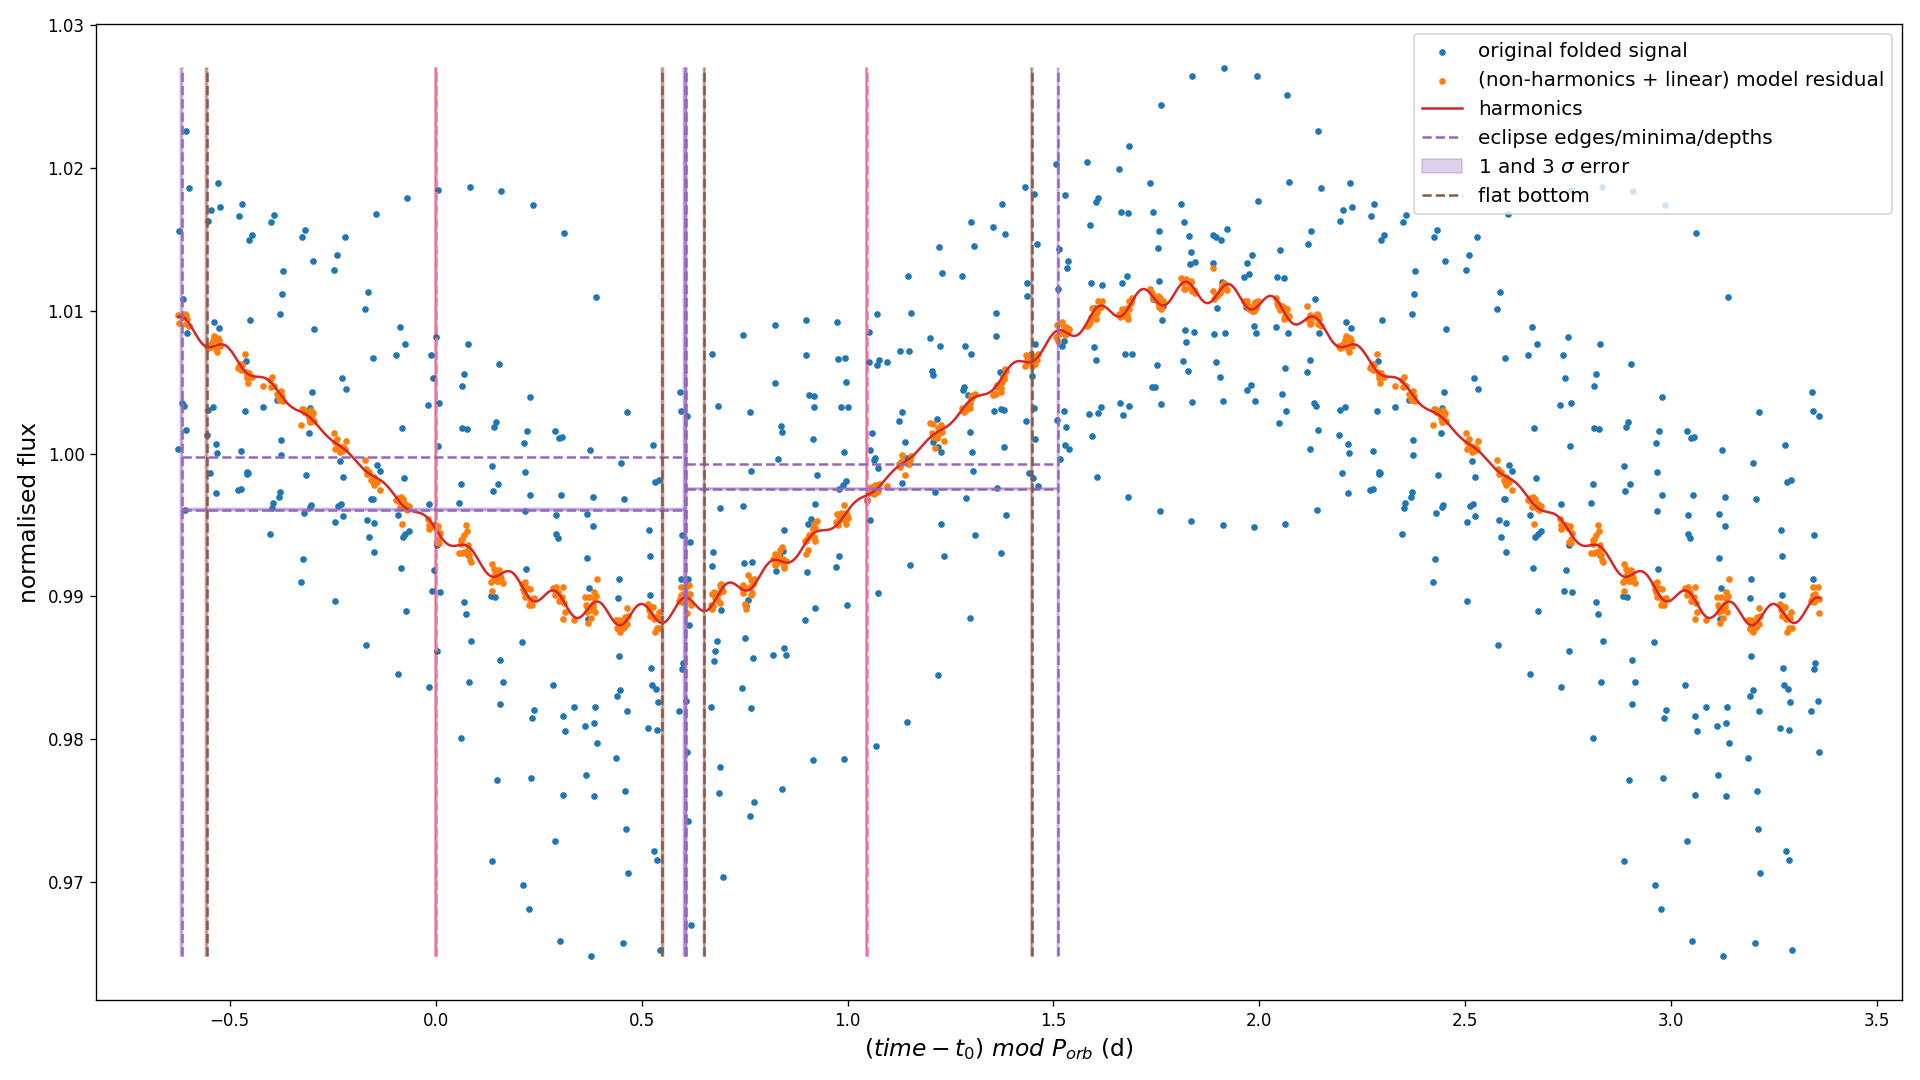 1.03
1.02
1.01
1.00
0.99
0.98
0.97
normalised flux
original folded signal
(non-harmonics + linear) model residual
harmonics
eclipse edges/minima/depths
1 and 3 σ error
flat bottom
−0.5 0.0 0.5 1.0 1.5 2.0 2.5 3.0 3.5
(time − t₀) mod Pₒᵣb (d)